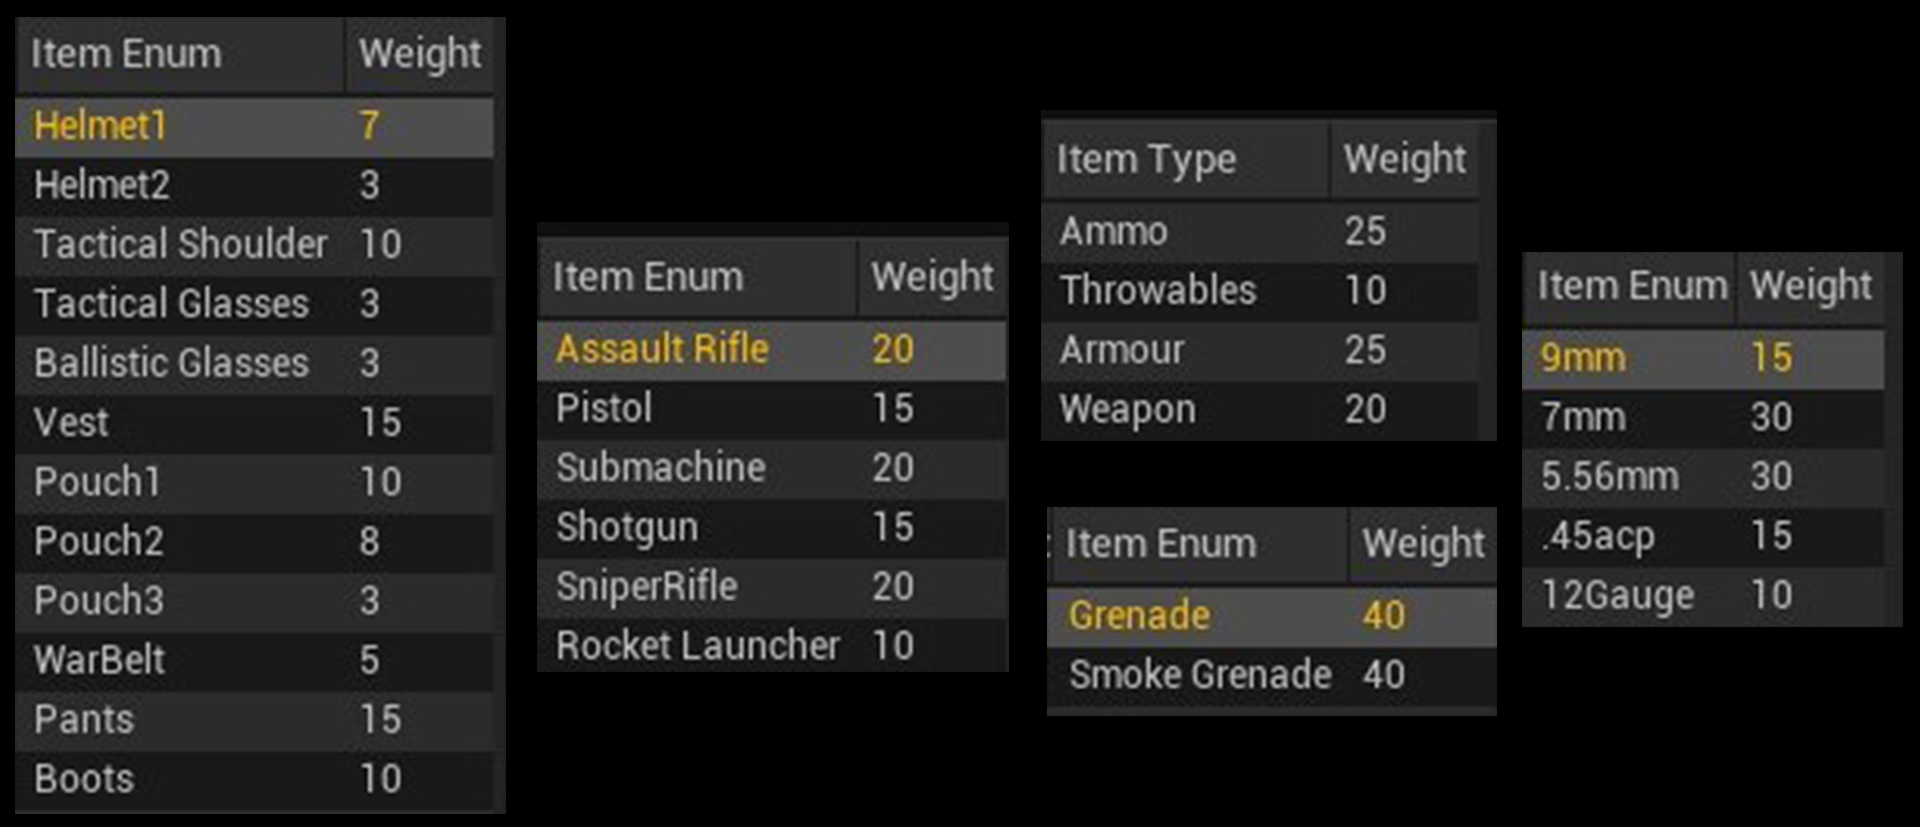 Item Enum Weight
Helmet1 7
Helmet2 3
Tactical Shoulder 10
Tactical Glasses 3
Ballistic Glasses 3
Vest 15
Pouch1 10
Pouch2 8
Pouch3 3
WarBelt 5
Pants 15
Boots 10
Item Enum Weight
Assault Rifle 20
Pistol 15
Submachine 20
Shotgun 15
SniperRifle 20
Rocket Launcher 10
Item Type Weight
Ammo 25
Throwables 10
Armour 25
Weapon 20
Item Enum Weight
Grenade 40
Smoke Grenade 40
Item Enum Weight
9mm 15
7mm 30
5.56mm 30
.45acp 15
12Gauge 10